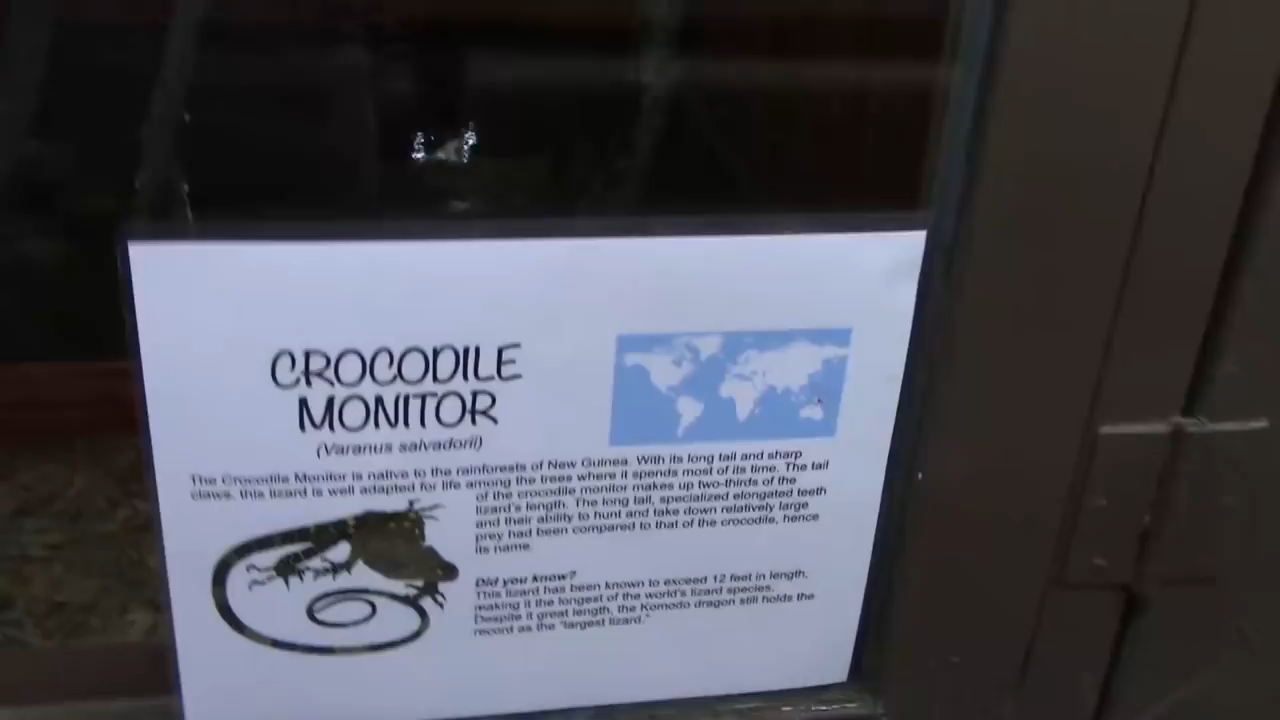 CROCODILE
MONITOR
(Varanus salvadorii)
The Crocodile Monitor is native to the rainforests of New Guinea. With its long tail and sharp
claws, this lizard is well adapted for life among the trees where it spends most of its time. The tail
of the crocodile monitor makes up two-thirds of the
lizard's length. The long tail, specialized elongated teeth
and their ability to hunt and take down relatively large
prey had been compared to that of the crocodile, hence
its name.
Did you know?
This lizard has been known to exceed 12 feet in length,
making it the longest of the world's lizard species.
Despite it great length, the Komodo dragon still holds the
record as the "largest lizard."